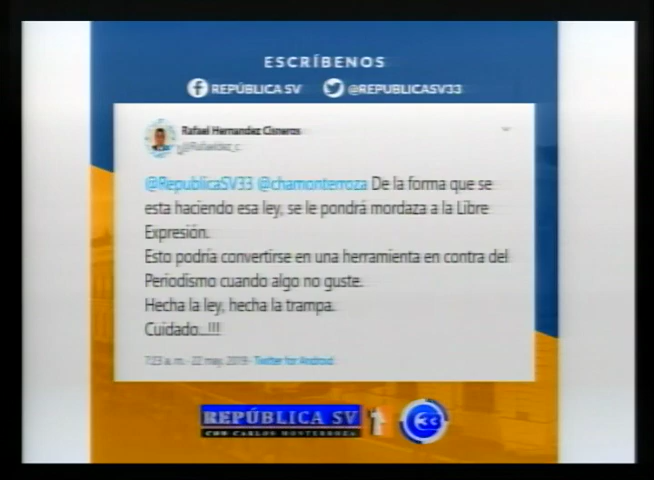 ESCRÍBENOS
REPÚBLICA SV @REPUBLICASV33
Rafael Hernandez Cisneros
@RepublicaSV33 @chamonterroza De la forma que se
esta haciendo esa ley, se le pondrá mordaza a la Libre
Expresión.
Esto podría convertirse en una herramienta en contra del
Periodismo cuando algo no guste.
Hecha la ley, hecha la trampa.
Cuidado...!!!
7:23 a. m. - 22 may. 2019 - Twitter for Android
REPÚBLICA SV
CON CARLOS MONTERROZA
33